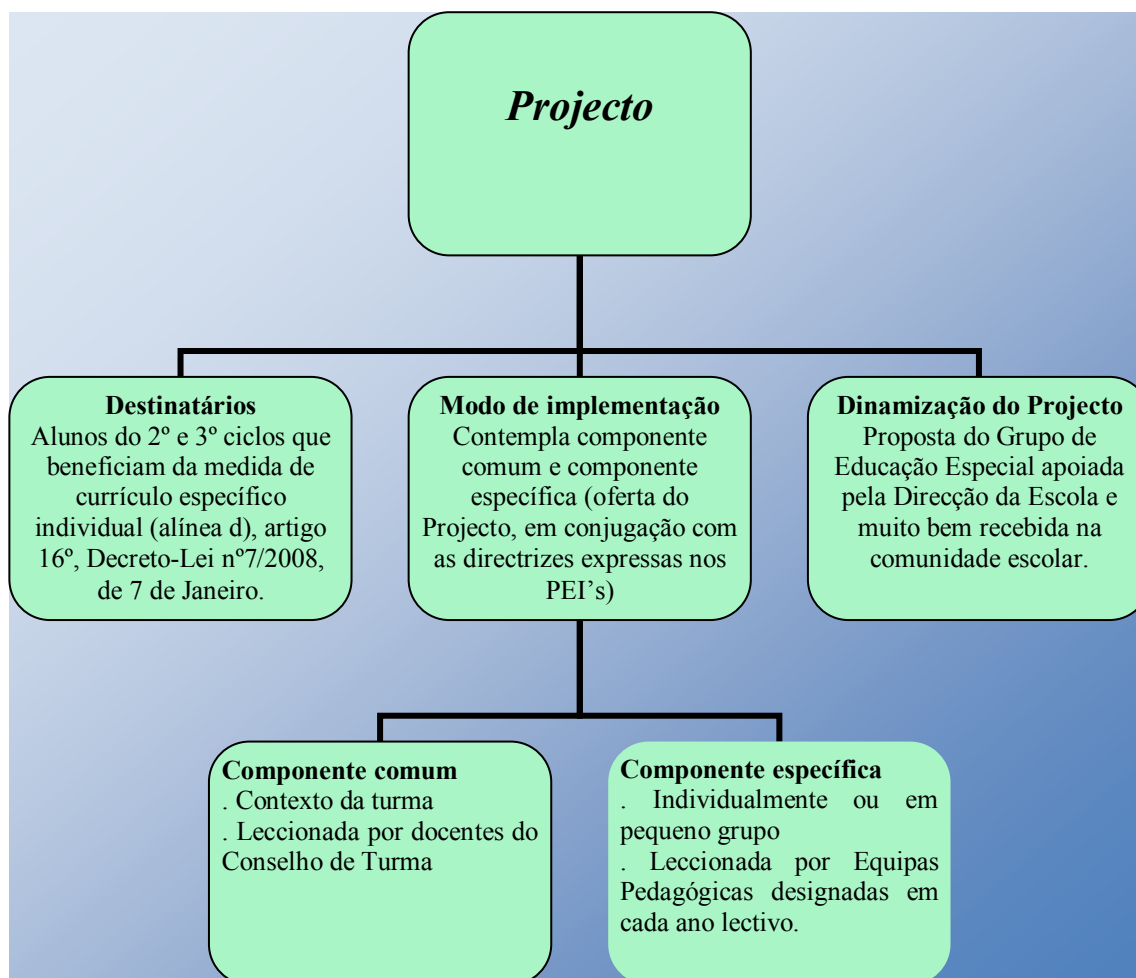 Projecto
Destinatários
Alunos do 2º e 3º ciclos que
beneficiam da medida de
currículo específico
individual (alínea d), artigo
16º, Decreto-Lei nº7/2008,
de 7 de Janeiro.
Modo de implementação
Contempla componente
comum e componente
específica (oferta do
Projecto, em conjugação com
as directrizes expressas nos
PEI’s)
Dinamização do Projecto
Proposta do Grupo de
Educação Especial apoiada
pela Direcção da Escola e
muito bem recebida na
comunidade escolar.
Componente comum
. Contexto da turma
. Leccionada por docentes do
Conselho de Turma
Componente específica
. Individualmente ou em
pequeno grupo
. Leccionada por Equipas
Pedagógicas designadas em
cada ano lectivo.